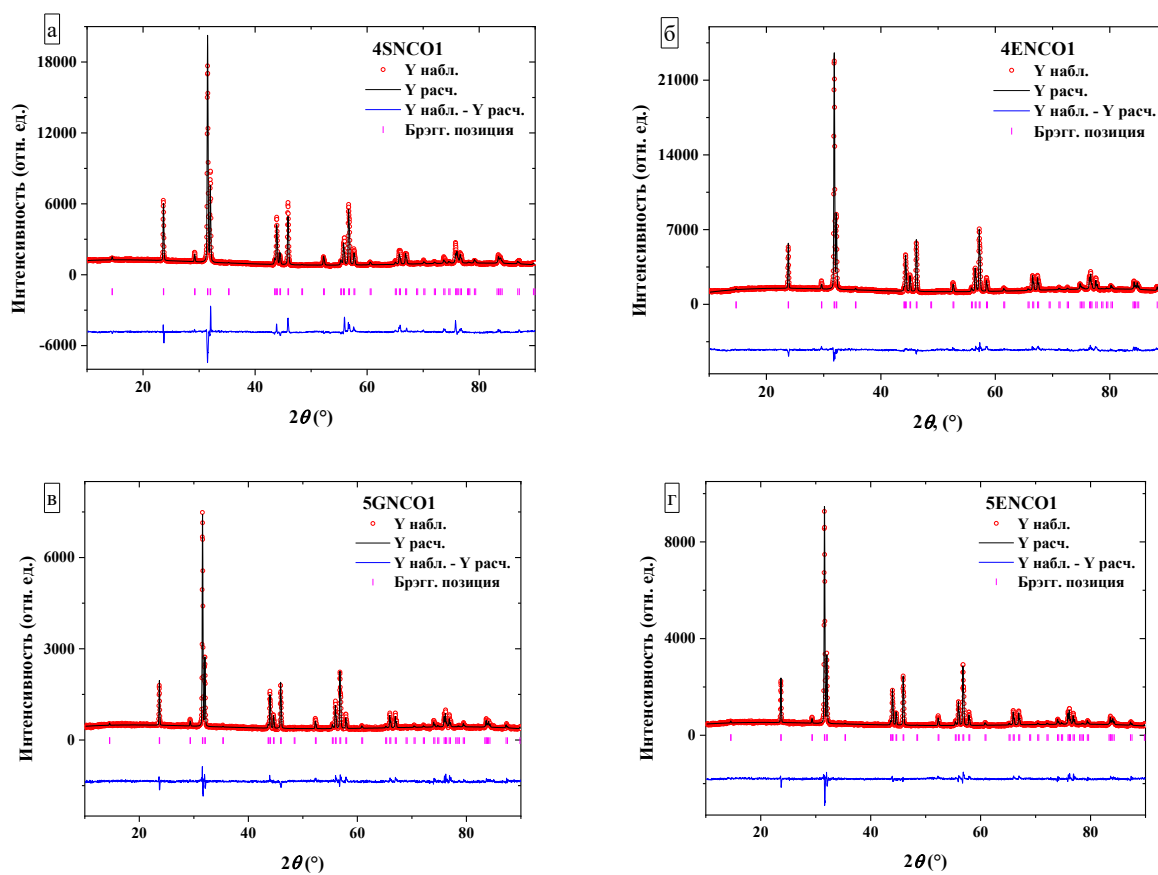 а
4SNCO1
Y набл.
Y расч.
Y набл. - Y расч.
Брэгг. позиция
18000
12000
6000
0
-6000
20 40 60 80
2θ (°)
Интенсивность (отн. ед.)
б
4ENCO1
Y набл.
Y расч.
Y набл. - Y расч.
Брэгг. позиция
21000
14000
7000
0
20 40 60 80
2θ, (°)
Интенсивность (отн. ед.)
в
5GNCO1
Y набл.
Y расч.
Y набл. - Y расч.
Брэгг. позиция
6000
3000
0
20 40 60 80
2θ (°)
Интенсивность (отн. ед.)
г
5ENCO1
Y набл.
Y расч.
Y набл. - Y расч.
Брэгг. позиция
8000
4000
0
20 40 60 80
2θ (°)
Интенсивность (отн. ед.)